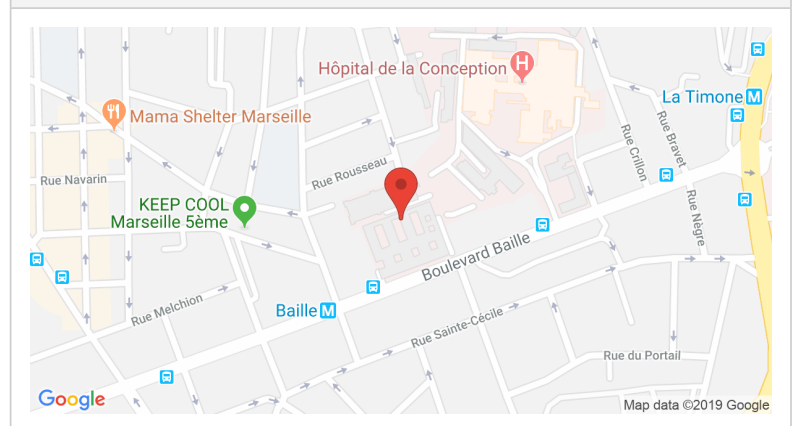 Hôpital de la Conception
H
La Timone M
Mama Shelter Marseille
Rue Bravet
Rue Crillon
Rue Rousseau
Rue Navarin
KEEP COOL
Marseille 5ème
Rue Nègre
Boulevard Baille
Rue Melchion
Baille M
Rue Sainte-Cécile
Rue du Portail
Google
Map data ©2019 Google